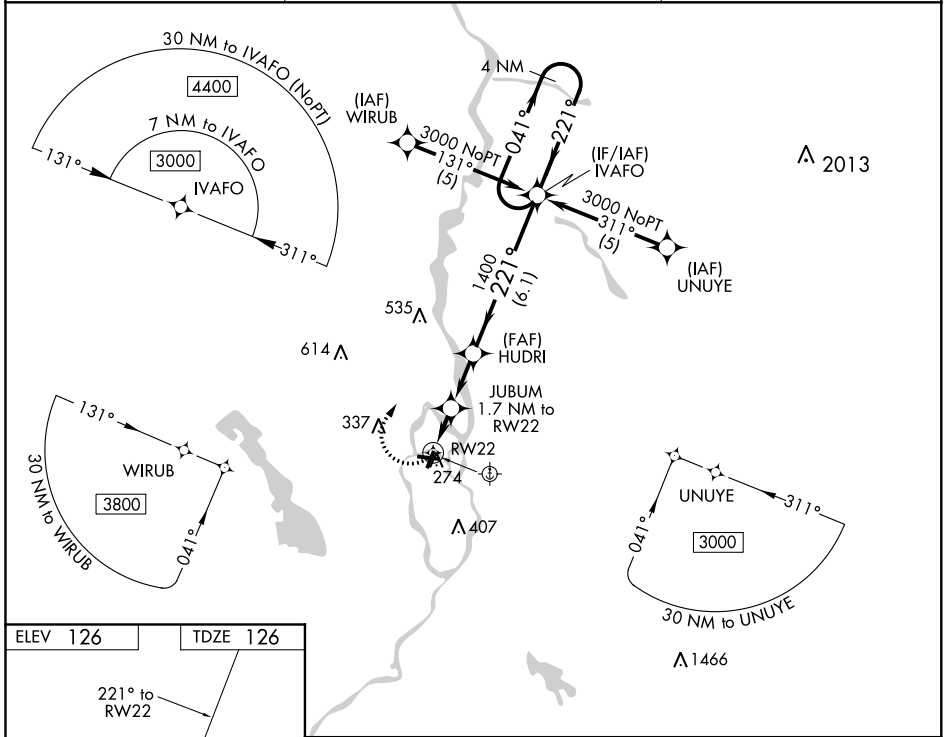 30 NM to IVAFO (NoPT)
4400
7 NM to IVAFO
3000
131°
IVAFO
311°
4 NM
041°
221°
(IAF)
WIRUB
3000 NoPT
131°
(5)
(IF/IAF)
IVAFO
3000 NoPT
311°
(5)
(IAF)
UNUYE
2013
1400
221°
(6.1)
535
614
(FAF)
HUDRI
JUBUM
1.7 NM to
RW22
337
RW22
274
407
131°
WIRUB
3800
041°
30 NM to WIRUB
UNUYE
311°
041°
3000
30 NM to UNUYE
1466
ELEV 126
TDZE 126
221° to
RW22